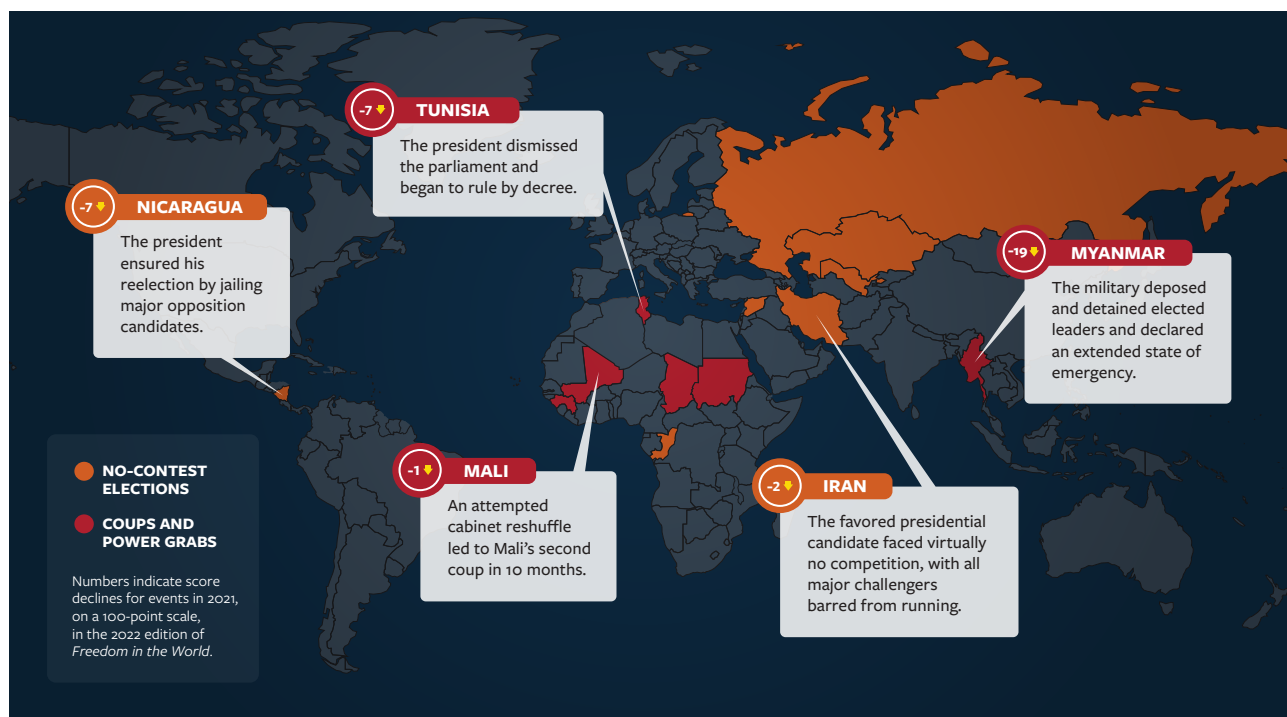 -7
TUNISIA
The president dismissed
the parliament and
began to rule by decree.
-7
NICARAGUA
The president
ensured his
reelection by jailing
major opposition
candidates.
-19
MYANMAR
The military deposed
and detained elected
leaders and declared
an extended state of
emergency.
-1
MALI
An attempted
cabinet reshuffle
led to Mali's second
coup in 10 months.
-2
IRAN
The favored presidential
candidate faced virtually
no competition, with all
major challengers
barred from running.
NO-CONTEST
ELECTIONS
COUPS AND
POWER GRABS
Numbers indicate score
declines for events in 2021,
on a 100-point scale,
in the 2022 edition of
Freedom in the World.